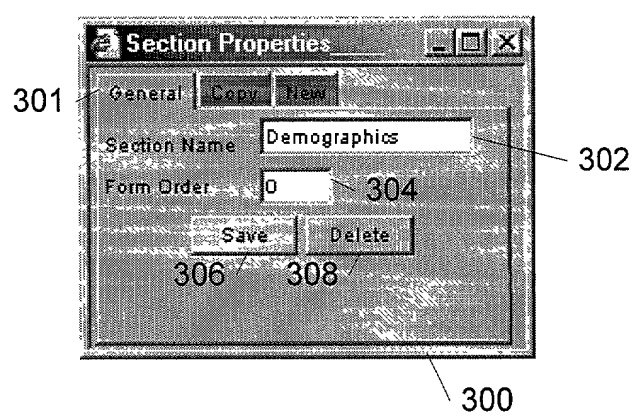 Section Properties
301
General Copy New
Section Name Demographics
302
Form Order 0
304
Save Delete
306 308
300